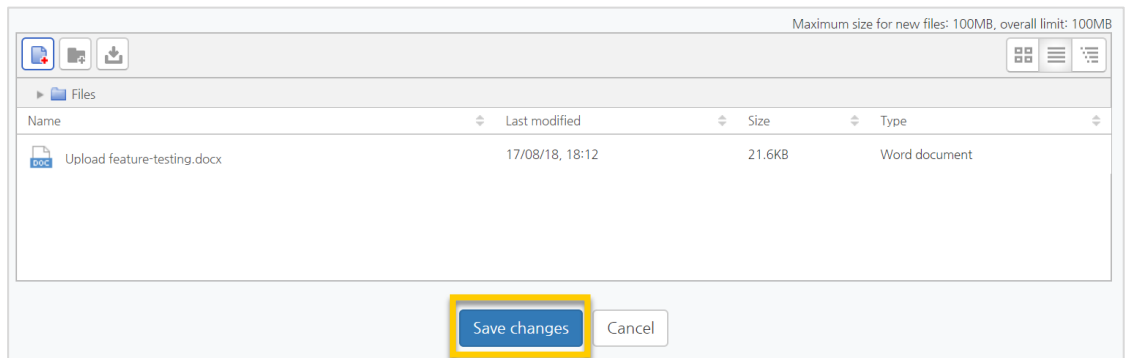 Maximum size for new files: 100MB, overall limit: 100MB
Files
Name Last modified Size Type
DOC Upload feature-testing.docx 17/08/18, 18:12 21.6KB Word document
Save changes Cancel